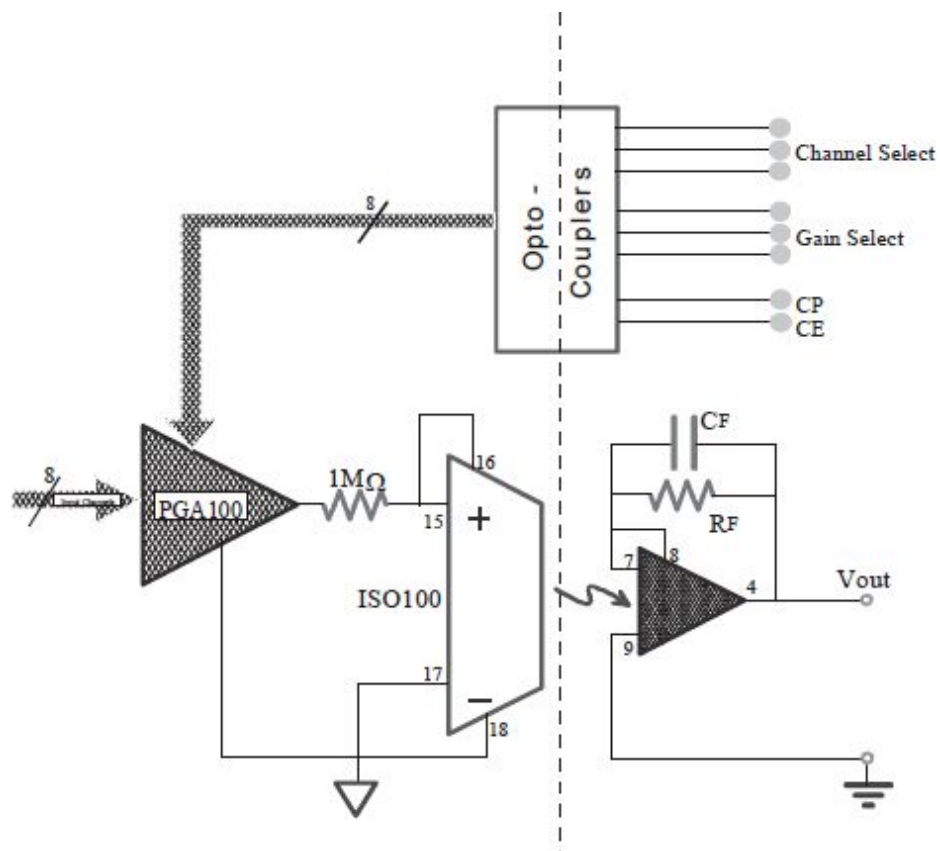 Opto -
Couplers
Channel Select
Gain Select
CP
CE
8
8
PGA100
1MΩ
16
15
+
ISO100
17
−
18
CF
RF
7
8
4
Vout
9